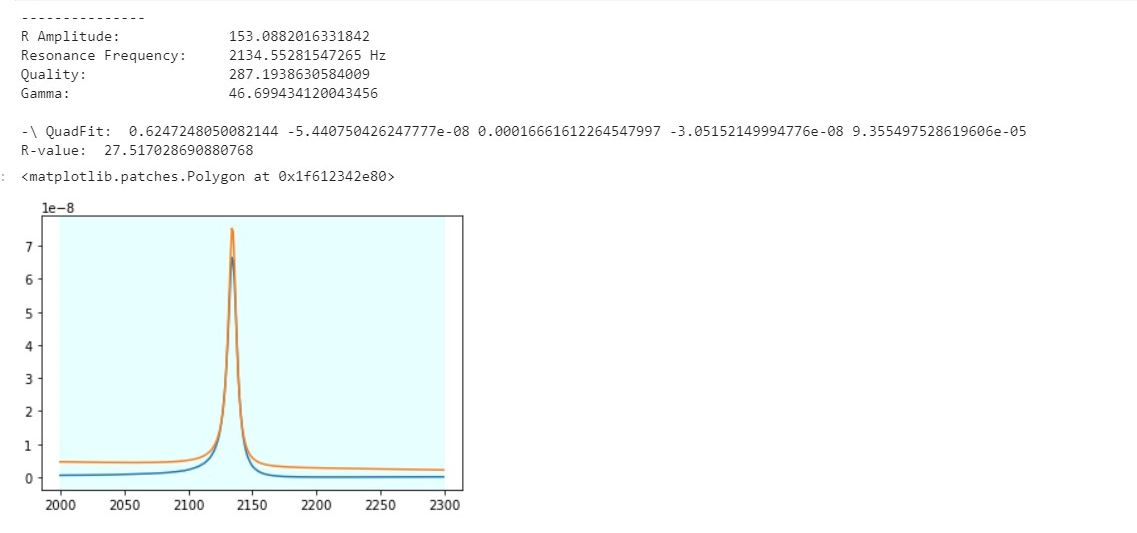 ---------------
R Amplitude: 153.0882016331842
Resonance Frequency: 2134.55281547265 Hz
Quality: 287.1938630584009
Gamma: 46.699434120043456
-\ QuadFit: 0.6247248050082144 -5.440750426247777e-08 0.00016661612264547997 -3.05152149994776e-08 9.355497528619606e-05
R-value: 27.517028690880768
: <matplotlib.patches.Polygon at 0x1f612342e80>
1e−8
7
6
5
4
3
2
1
0
2000 2050 2100 2150 2200 2250 2300